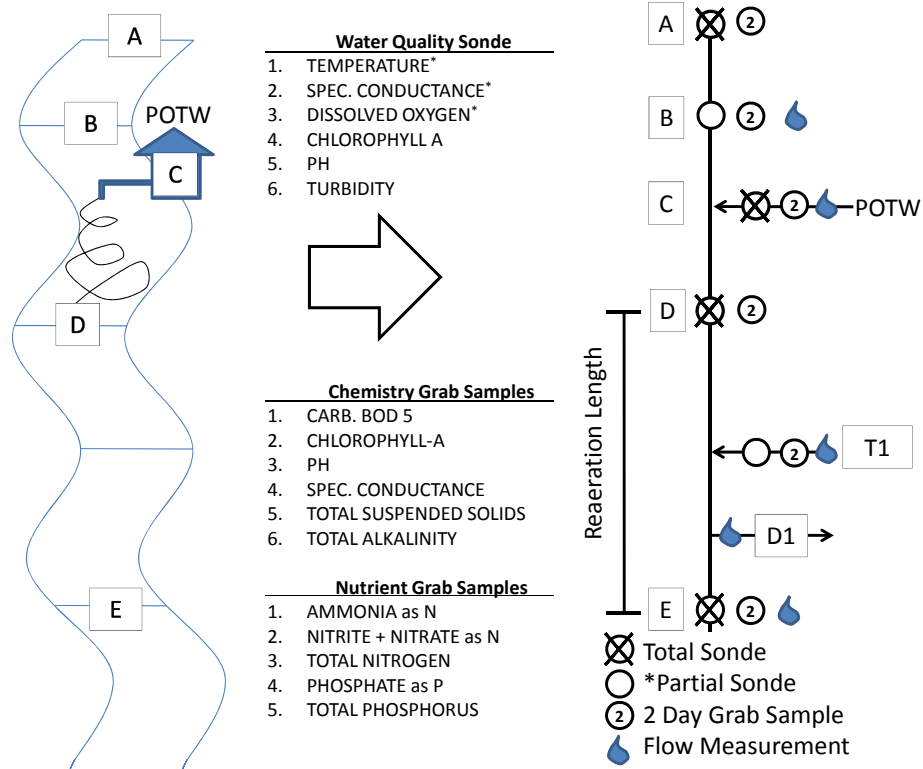 A
B
POTW
C
D
E
Water Quality Sonde
1. TEMPERATURE*
2. SPEC. CONDUCTANCE*
3. DISSOLVED OXYGEN*
4. CHLOROPHYLL A
5. PH
6. TURBIDITY
Chemistry Grab Samples
1. CARB. BOD 5
2. CHLOROPHYLL-A
3. PH
4. SPEC. CONDUCTANCE
5. TOTAL SUSPENDED SOLIDS
6. TOTAL ALKALINITY
Nutrient Grab Samples
1. AMMONIA as N
2. NITRITE + NITRATE as N
3. TOTAL NITROGEN
4. PHOSPHATE as P
5. TOTAL PHOSPHORUS
A 2
B 2
C 2 POTW
D 2
Reaeration Length
2 T1
D1
E 2
Total Sonde
*Partial Sonde
2 2 Day Grab Sample
Flow Measurement